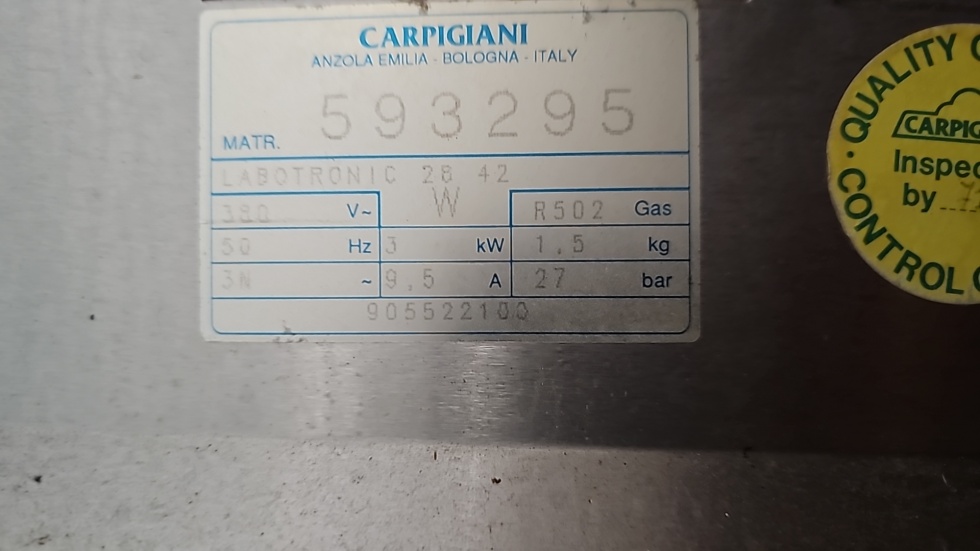 CARPIGIANI
ANZOLA EMILIA - BOLOGNA - ITALY
MATR. 593295
LABOTRONIC 28 42
W
380 V~
R502 Gas
50 Hz
3 kW
1.5 kg
3N ~
9,5 A
27 bar
905522100
QUALITY
CARPIG
Inspec
by
CONTROL